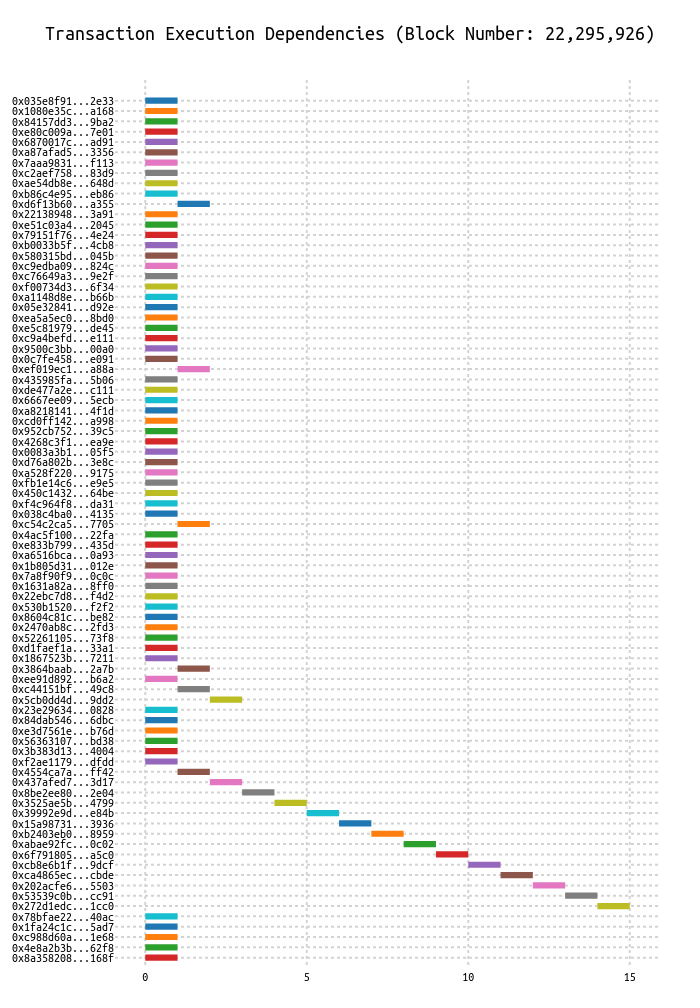 Transaction Execution Dependencies (Block Number: 22,295,926)
0x035e8f91...2e33
0x1080e35c...a168
0x84157dd3...9ba2
0xe80c009a...7e01
0x6870017c...ad91
0xa87afad5...3356
0x7aaa9831...f113
0xc2aef758...83d9
0xae54db8e...648d
0xb86c4e95...eb86
0xd6f13b60...a355
0x22138948...3a91
0xe51c03a4...2045
0x79151f76...4e24
0xb0033b5f...4cb8
0x580315bd...045b
0xc9edba09...824c
0xc76649a3...9e2f
0xf00734d3...6f34
0xa1148d8e...b66b
0x05e32841...d92e
0xea5a5ec0...8bd0
0xe5c81979...de45
0xc9a4befd...e111
0x9500c3bb...00a0
0x0c7fe458...e091
0xef019ec1...a88a
0x435985fa...5b06
0xde477a2e...c111
0x6667ee09...5ecb
0xa8218141...4f1d
0xcd0ff142...a998
0x952cb752...39c5
0x4268c3f1...ea9e
0x0083a3b1...05f5
0xd76a802b...3e8c
0xa528f220...9175
0xfb1e14c6...e9e5
0x450c1432...64be
0xf4c964f8...da31
0x038c4ba0...4135
0xc54c2ca5...7705
0x4ac5f100...22fa
0xe833b799...435d
0xa6516bca...0a93
0x1b805d31...012e
0x7a8f90f9...0c0c
0x1631a82a...8ff0
0x22ebc7d8...f4d2
0x530b1520...f2f2
0x8604c81c...be82
0x2470ab8c...2fd3
0x52261105...73f8
0xd1faef1a...33a1
0x1867523b...7211
0x3864baab...2a7b
0xee91d892...b6a2
0xc44151bf...49c8
0x5cb0dd4d...9dd2
0x23e29634...0828
0x84dab546...6dbc
0xe3d7561e...b76d
0x56363107...bd38
0x3b383d13...4004
0xf2ae1179...dfdd
0x4554ca7a...ff42
0x437afed7...3d17
0x8be2ee80...2e04
0x3525ae5b...4799
0x39992e9d...e84b
0x15a98731...3936
0xb2403eb0...8959
0xabae92fc...0c02
0x6f791805...a5c0
0xcb8e6b1f...9dcf
0xca4865ec...cbde
0x202acfe6...5503
0x53539c0b...cc91
0x272d1edc...1cc0
0x78bfae22...40ac
0x1fa24c1c...5ad7
0xc988d60a...1e68
0x4e8a2b3b...62f8
0x8a358208...168f
0 5 10 15